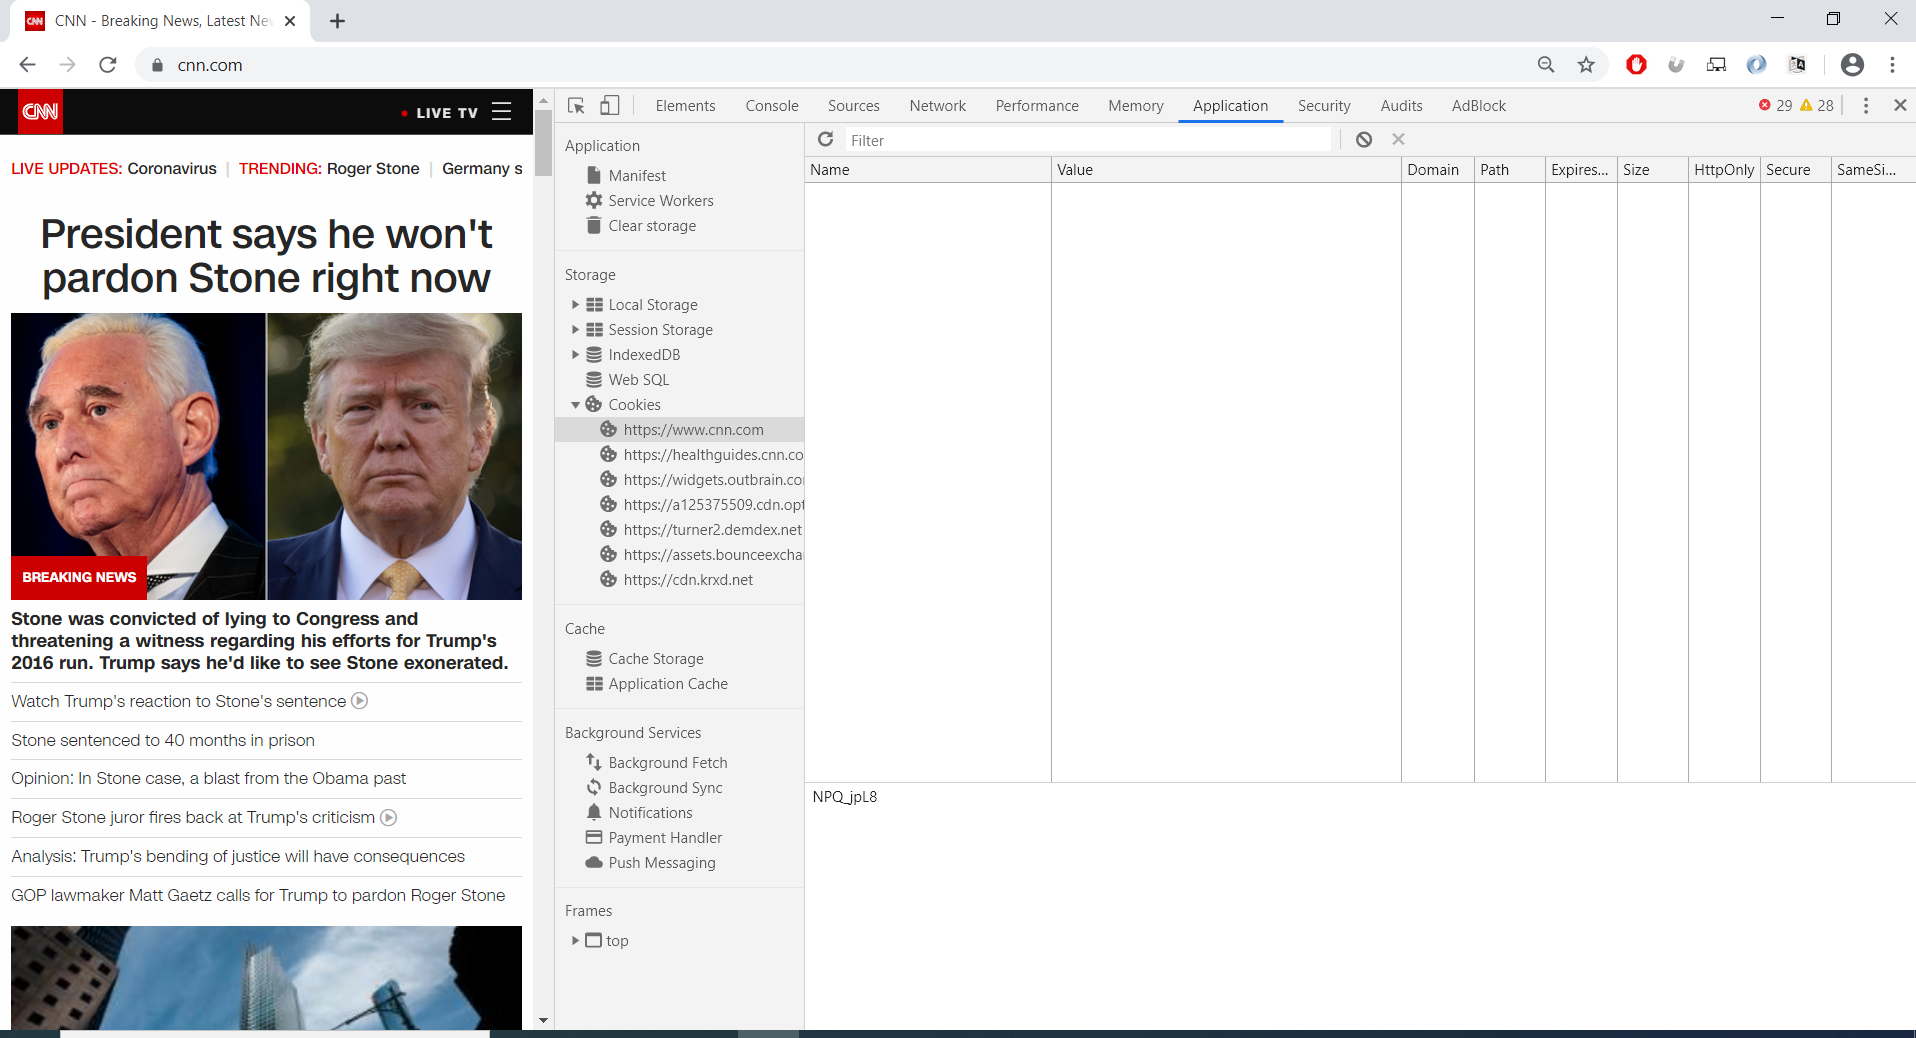 CNN - Breaking News, Latest Nev
cnn.com
CNN
LIVE TV
LIVE UPDATES: Coronavirus | TRENDING: Roger Stone | Germany s
President says he won't
pardon Stone right now
BREAKING NEWS
Stone was convicted of lying to Congress and
threatening a witness regarding his efforts for Trump's
2016 run. Trump says he'd like to see Stone exonerated.
Watch Trump's reaction to Stone's sentence
Stone sentenced to 40 months in prison
Opinion: In Stone case, a blast from the Obama past
Roger Stone juror fires back at Trump's criticism
Analysis: Trump's bending of justice will have consequences
GOP lawmaker Matt Gaetz calls for Trump to pardon Roger Stone
Elements Console Sources Network Performance Memory Application Security Audits AdBlock 29 28
Application
Manifest
Service Workers
Clear storage
Storage
Local Storage
Session Storage
IndexedDB
Web SQL
Cookies
https://www.cnn.com
https://healthguides.cnn.co
https://widgets.outbrain.co
https://a125375509.cdn.opt
https://turner2.demdex.net
https://assets.bounceexcha
https://cdn.krxd.net
Cache
Cache Storage
Application Cache
Background Services
Background Fetch
Background Sync
Notifications
Payment Handler
Push Messaging
Frames
top
Filter
Name Value Domain Path Expires... Size HttpOnly Secure SameSi...
NPQ_jpL8